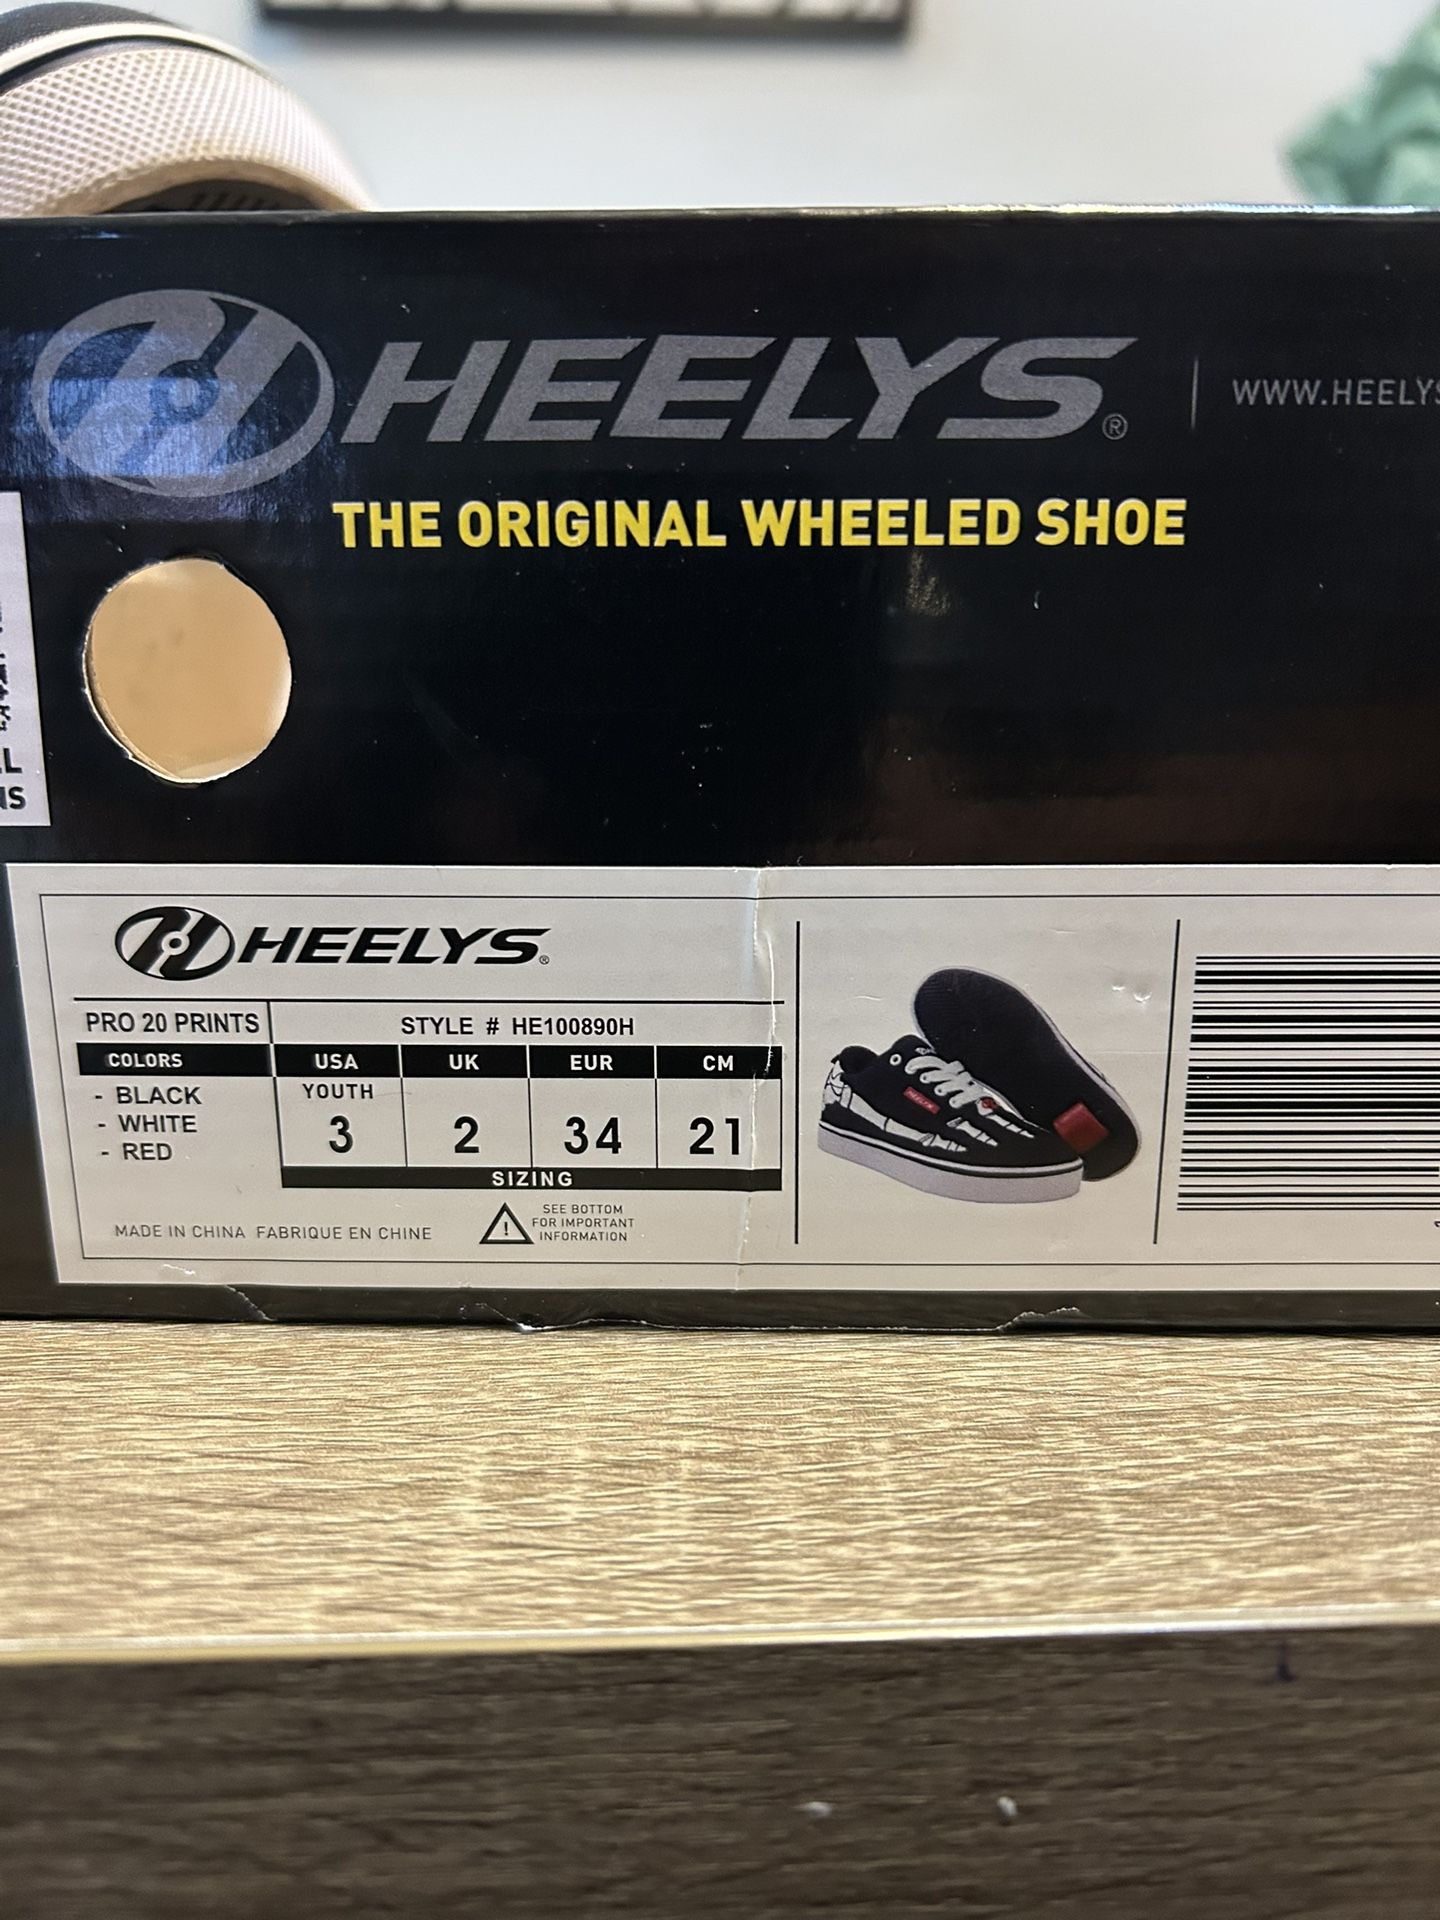 HEELYS® | WWW.HEELYS
THE ORIGINAL WHEELED SHOE
HEELYS®
PRO 20 PRINTS STYLE # HE100890H
COLORS USA UK EUR CM
- BLACK
- WHITE
- RED
YOUTH
3 2 34 21
SIZING
MADE IN CHINA FABRIQUE EN CHINE
SEE BOTTOM
FOR IMPORTANT
INFORMATION
HEELYS